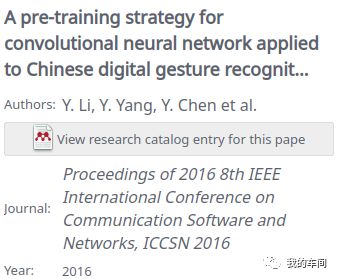 A pre-training strategy for
convolutional neural network applied
to Chinese digital gesture recognit...
Authors: Y. Li, Y. Yang, Y. Chen et al.
View research catalog entry for this pape
Journal: Proceedings of 2016 8th IEEE
International Conference on
Communication Software and
Networks, ICCSN 2016
Year: 2016
我的车间